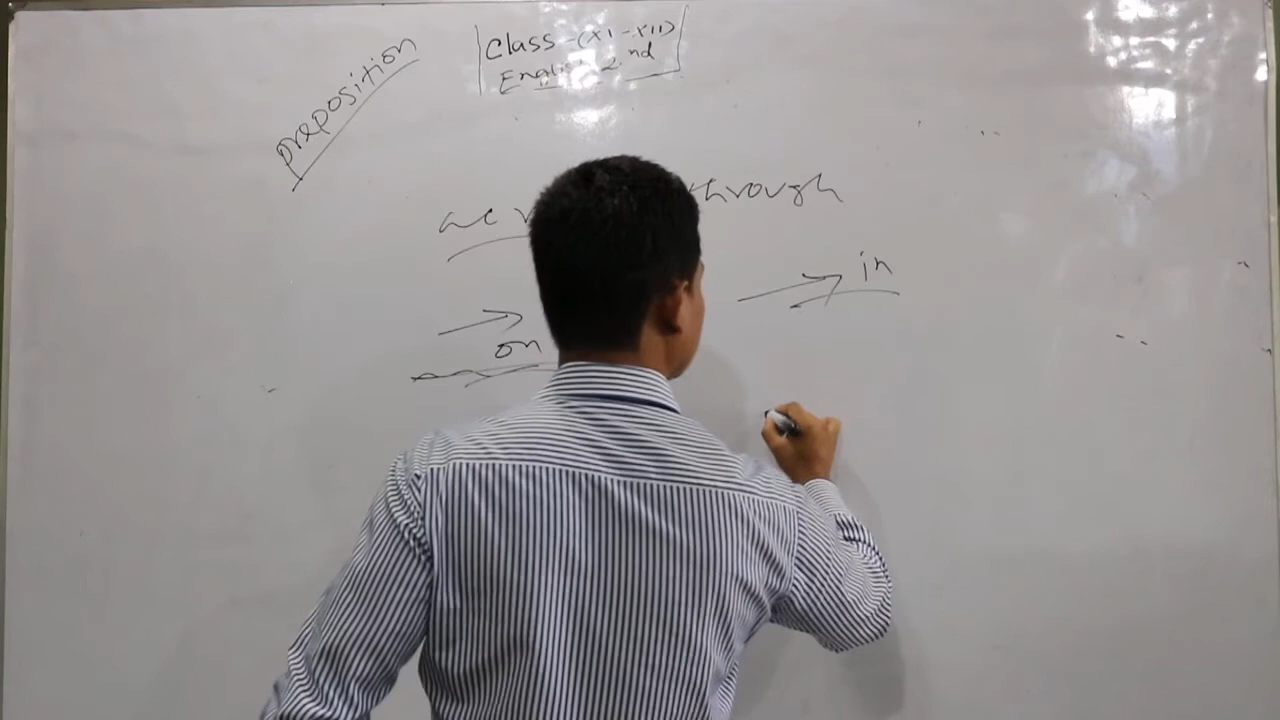 Class-(XI-XII)
English 2nd
preposition
through
in
on